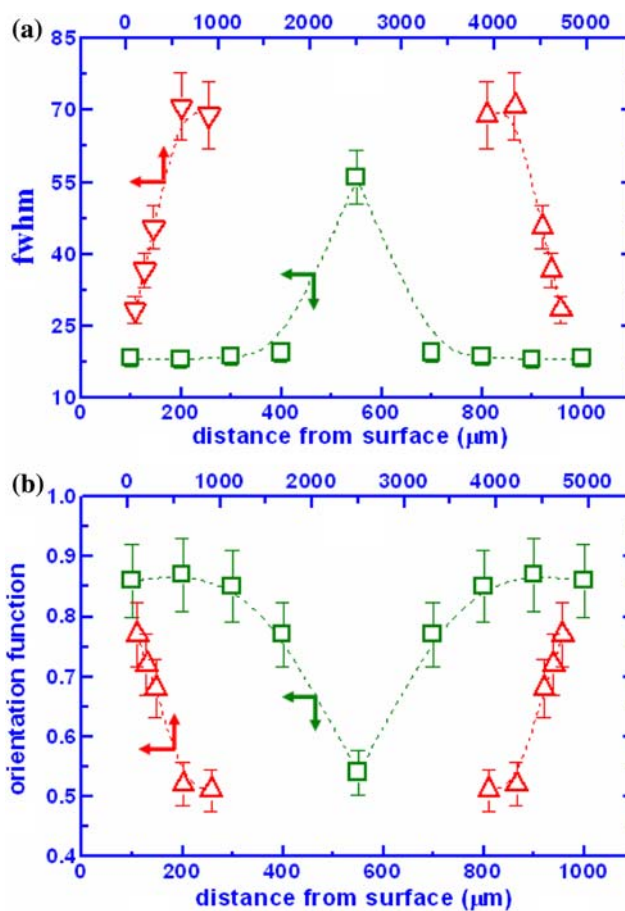 (a)
0 1000 2000 3000 4000 5000
85
70
55
40
25
10
fwhm
0 200 400 600 800 1000
distance from surface (μm)
(b)
0 1000 2000 3000 4000 5000
1.0
0.9
0.8
0.7
0.6
0.5
0.4
orientation function
0 200 400 600 800 1000
distance from surface (μm)